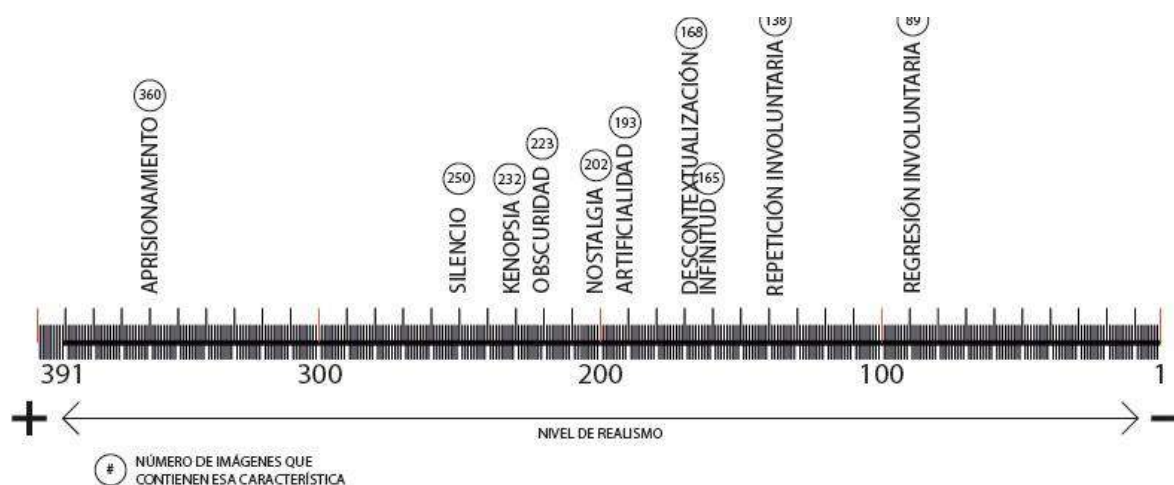 360
APRISIONAMIENTO
250
SILENCIO
232
KENOPSIA
223
OBSCURIDAD
202
NOSTALGIA
193
ARTIFICIALIDAD
168
DESCONTEXTUALIZACIÓN
165
INFINITUD
138
REPETICIÓN INVOLUNTARIA
89
REGRESIÓN INVOLUNTARIA
391 300 200 100 1
+ −
NIVEL DE REALISMO
# NÚMERO DE IMÁGENES QUE
CONTIENEN ESA CARACTERÍSTICA